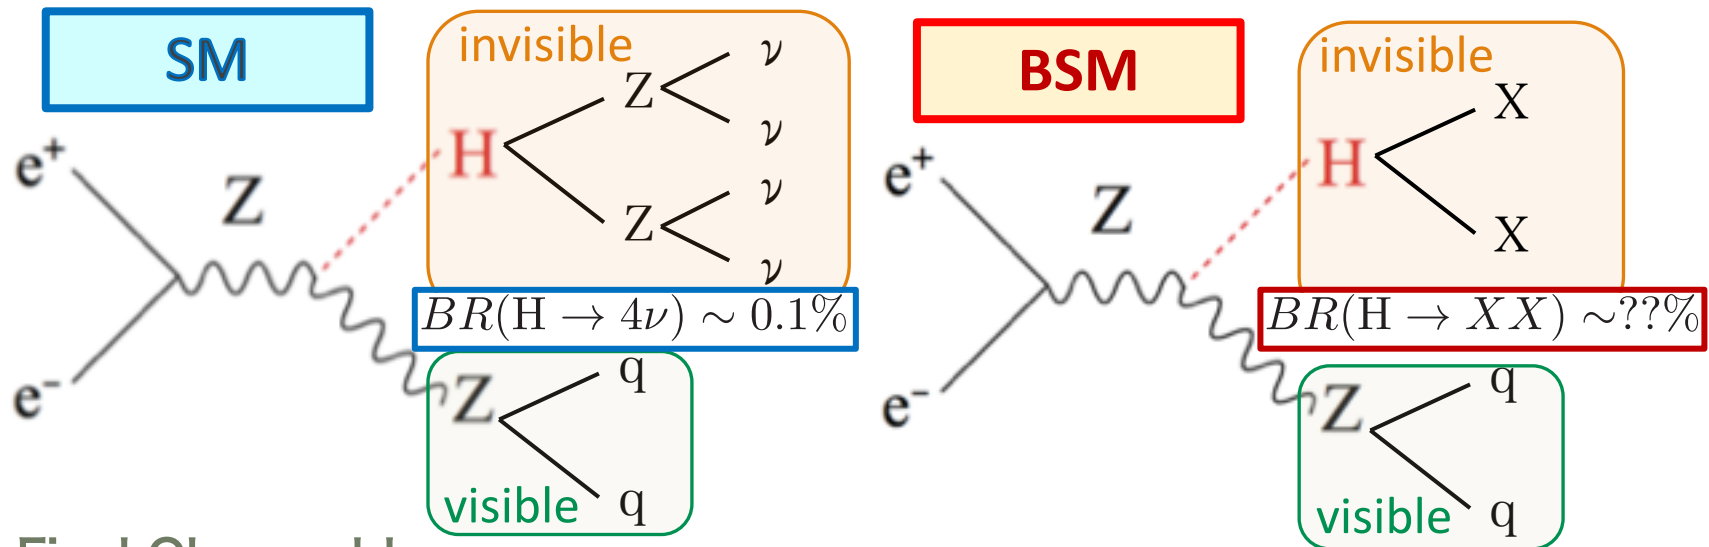 SM
invisible
e⁺
Z
H
Z
ν
ν
Z
ν
ν
BR(H → 4ν) ~ 0.1%
e⁻
Z
q
q
visible
BSM
invisible
e⁺
Z
H
X
X
BR(H → XX) ~??%
e⁻
Z
q
q
visible